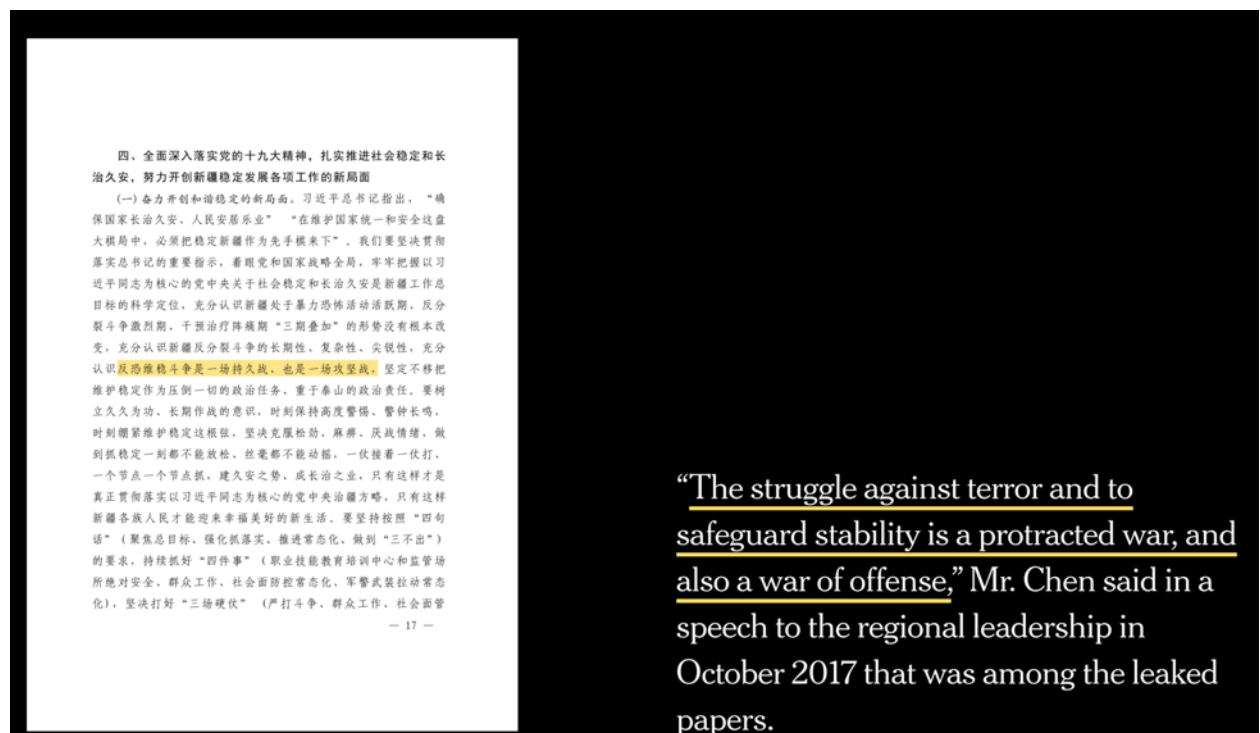 四、全面深入落实党的十九大精神，扎实推进社会稳定和长
治久安，努力开创新疆稳定发展各项工作的新局面
(一)奋力开创和谐稳定的新局面。习近平总书记指出，“确
保国家长治久安、人民安居乐业” “在维护国家统一和安全这盘
大棋局中，必须把稳定新疆作为先手棋来下”。我们要坚决贯彻
落实总书记的重要指示，着眼党和国家战略全局，牢牢把握以习
近平同志为核心的党中央关于社会稳定和长治久安是新疆工作总
目标的科学定位，充分认识新疆处于暴力恐怖活动活跃期、反分
裂斗争激烈期、干预治疗阵痛期“三期叠加”的形势没有根本改
变，充分认识新疆反分裂斗争的长期性、复杂性、尖锐性，充分
认识反恐维稳斗争是一场持久战、也是一场攻坚战，坚定不移把
维护稳定作为压倒一切的政治任务、重于泰山的政治责任。要树
立久久为功、长期作战的意识，时刻保持高度警惕、警钟长鸣，
时刻绷紧维护稳定这根弦，坚决克服松劲、麻痹、厌战情绪，做
到抓稳定一刻都不能放松、丝毫都不能动摇，一仗接着一仗打、
一个节点一个节点抓，建久安之势、成长治之业，只有这样才是
真正贯彻落实以习近平同志为核心的党中央治疆方略，只有这样
新疆各族人民才能迎来幸福美好的新生活。要坚持按照“四句
话”（聚焦总目标、强化抓落实、推进常态化、做到“三不出”）
的要求，持续抓好“四件事”（职业技能教育培训中心和监管场
所绝对安全、群众工作、社会面防控常态化、军警武装拉动常态
化），坚决打好“三场硬仗” （严打斗争、群众工作、社会面管
— 17 —
“The struggle against terror and to
safeguard stability is a protracted war, and
also a war of offense,” Mr. Chen said in a
speech to the regional leadership in
October 2017 that was among the leaked
papers.